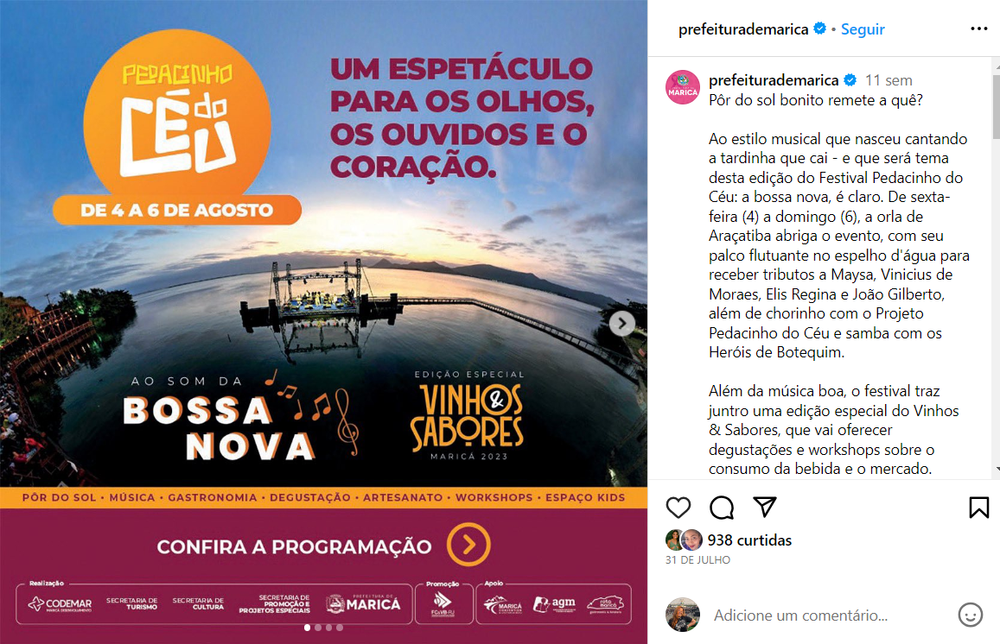 PEDACINHO
do
CÉU
DE 4 A 6 DE AGOSTO
UM ESPETÁCULO
PARA OS OLHOS,
OS OUVIDOS E O
CORAÇÃO.
AO SOM DA
BOSSA
NOVA
EDIÇÃO ESPECIAL
VINHOS
& SABORES
MARICÁ 2023
PÔR DO SOL • MÚSICA • GASTRONOMIA • DEGUSTAÇÃO • ARTESANATO • WORKSHOPS • ESPAÇO KIDS
CONFIRA A PROGRAMAÇÃO
Realização
CODEMAR
MARICÁ DESENVOLVIMENTO
SECRETARIA DE
TURISMO
SECRETARIA DE
CULTURA
SECRETARIA DE
PROMOÇÃO E
PROJETOS ESPECIAIS
PREFEITURA DE
MARICÁ
Promoção
FC&VB-RJ
Apoio
MARICÁ
agm
rota
Maricá
prefeiturademarica • Seguir
MARICÁ
prefeiturademarica 11 sem
Pôr do sol bonito remete a quê?
Ao estilo musical que nasceu cantando
a tardinha que cai - e que será tema
desta edição do Festival Pedacinho do
Céu: a bossa nova, é claro. De sexta-
feira (4) a domingo (6), a orla de
Araçatiba abriga o evento, com seu
palco flutuante no espelho d'água para
receber tributos a Maysa, Vinicius de
Moraes, Elis Regina e João Gilberto,
além de chorinho com o Projeto
Pedacinho do Céu e samba com os
Heróis de Botequim.
Além da música boa, o festival traz
junto uma edição especial do Vinhos
& Sabores, que vai oferecer
degustações e workshops sobre o
consumo da bebida e o mercado.
938 curtidas
31 DE JULHO
Adicione um comentário...